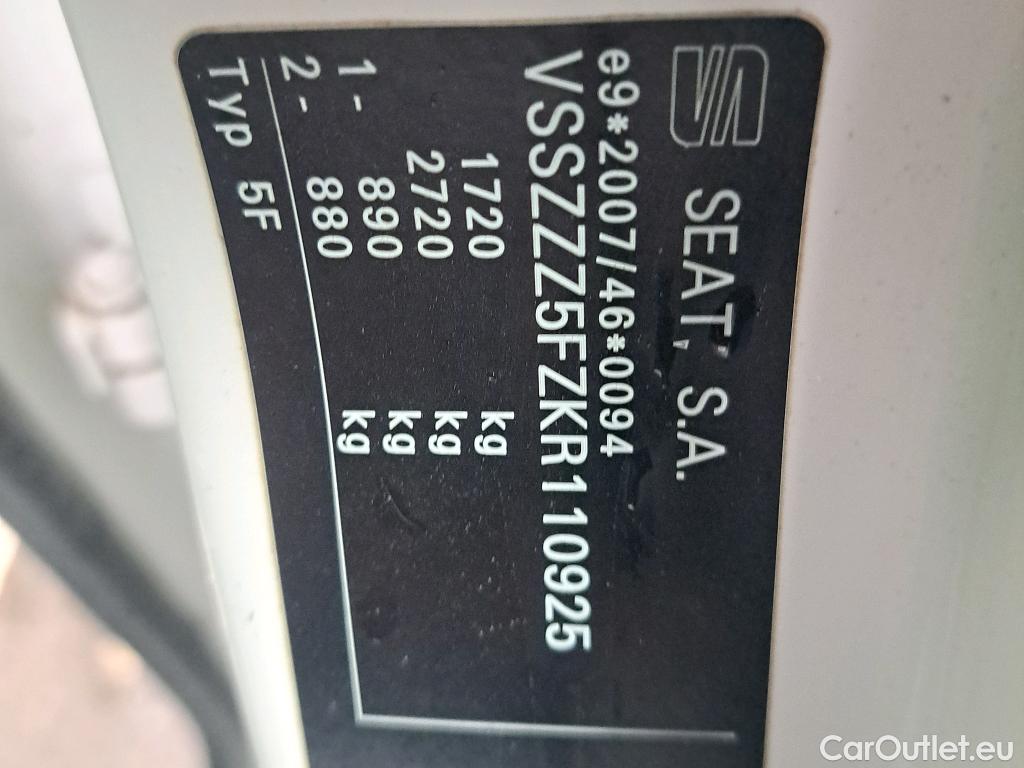 SEAT, S.A.
e9*2007/46*0094
VSSZZZ5FZKR110925
1720 kg
2720 kg
1- 890 kg
2- 880 kg
Typ 5F
CarOutlet.eu